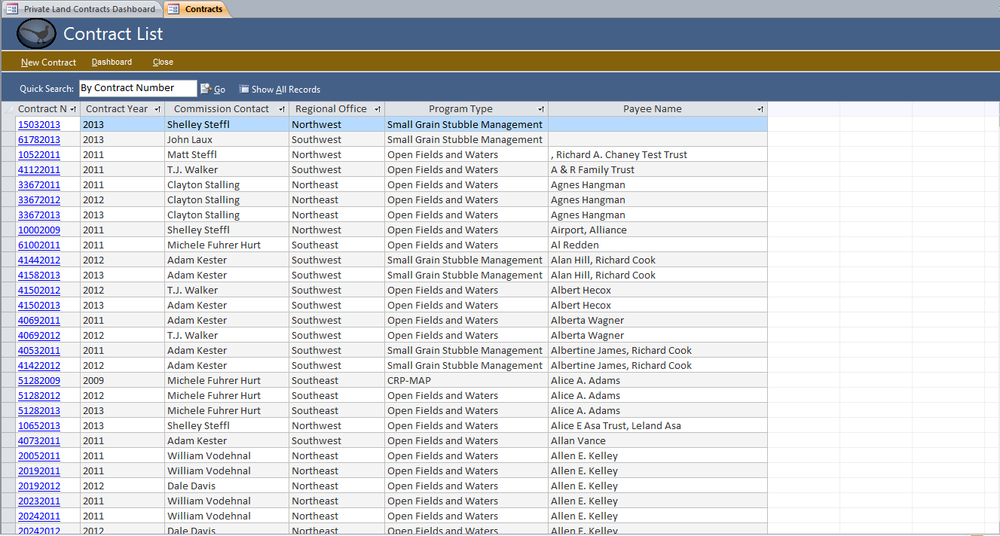 Private Land Contracts Dashboard Contracts
Contract List
New Contract Dashboard Close
Quick Search: By Contract Number Go Show All Records
Contract N Contract Year Commission Contact Regional Office Program Type Payee Name
15032013 2013 Shelley Steffl Northwest Small Grain Stubble Management
61782013 2013 John Laux Southwest Small Grain Stubble Management
10522011 2011 Matt Steffl Northwest Open Fields and Waters , Richard A. Chaney Test Trust
41122011 2011 T.J. Walker Southwest Open Fields and Waters A & R Family Trust
33672011 2011 Clayton Stalling Northeast Open Fields and Waters Agnes Hangman
33672012 2012 Clayton Stalling Northeast Open Fields and Waters Agnes Hangman
33672013 2013 Clayton Stalling Northeast Open Fields and Waters Agnes Hangman
10002009 2011 Shelley Steffl Northwest Open Fields and Waters Airport, Alliance
61002011 2011 Michele Fuhrer Hurt Southeast Open Fields and Waters Al Redden
41442012 2012 Adam Kester Southwest Small Grain Stubble Management Alan Hill, Richard Cook
41582013 2013 Adam Kester Southwest Small Grain Stubble Management Alan Hill, Richard Cook
41502012 2012 T.J. Walker Southwest Open Fields and Waters Albert Hecox
41502013 2013 Adam Kester Southwest Open Fields and Waters Albert Hecox
40692011 2011 Adam Kester Southwest Open Fields and Waters Alberta Wagner
40692012 2012 T.J. Walker Southwest Open Fields and Waters Alberta Wagner
40532011 2011 Adam Kester Southwest Small Grain Stubble Management Albertine James, Richard Cook
41422012 2012 Adam Kester Southwest Small Grain Stubble Management Albertine James, Richard Cook
51282009 2009 Michele Fuhrer Hurt Southeast CRP-MAP Alice A. Adams
51282012 2012 Michele Fuhrer Hurt Southeast Open Fields and Waters Alice A. Adams
51282013 2013 Michele Fuhrer Hurt Southeast Open Fields and Waters Alice A. Adams
10652013 2013 Shelley Steffl Northwest Open Fields and Waters Alice E Asa Trust, Leland Asa
40732011 2011 Adam Kester Southwest Open Fields and Waters Allan Vance
20052011 2011 William Vodehnal Northeast Open Fields and Waters Allen E. Kelley
20192011 2011 William Vodehnal Northeast Open Fields and Waters Allen E. Kelley
20192012 2012 Dale Davis Northeast Open Fields and Waters Allen E. Kelley
20232011 2011 William Vodehnal Northeast Open Fields and Waters Allen E. Kelley
20242011 2011 William Vodehnal Northeast Open Fields and Waters Allen E. Kelley
20242012 2012 Dale Davis Northeast Open Fields and Waters Allen E. Kelley